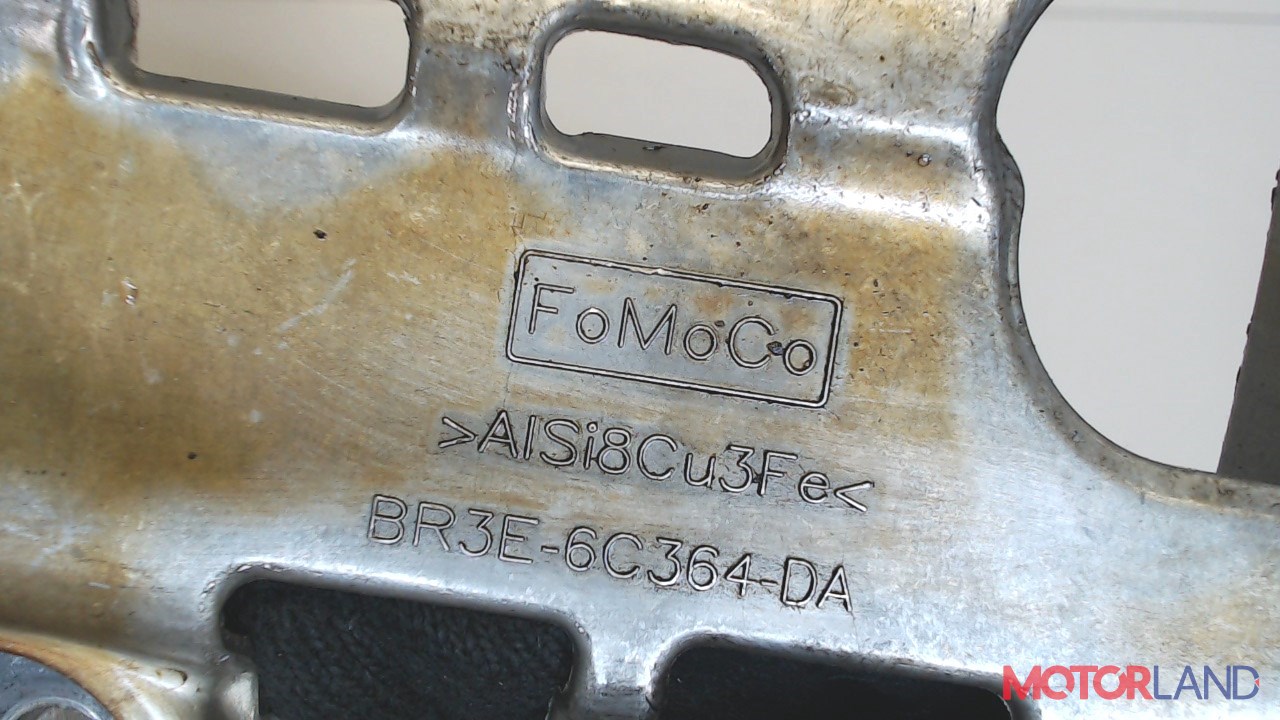 FoMoCo
>AlSi8Cu3Fe<
BR3E-6C364-DA
MOTORLAND